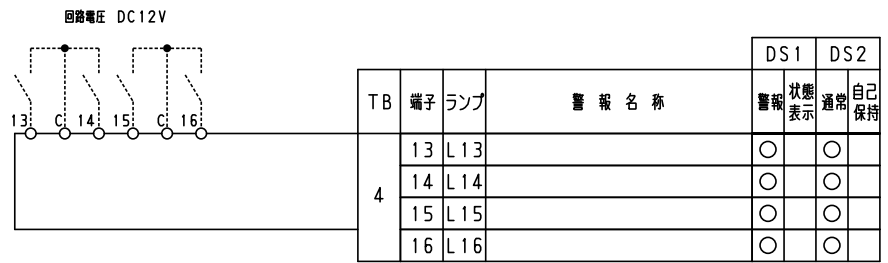 回路電圧 DC12V
13 C 14 15 C 16
DS1 DS2
TB 端子 ランプ 警報名称 警報 状態表示 通常 自己保持
4
13 L13 ○ ○
14 L14 ○ ○
15 L15 ○ ○
16 L16 ○ ○